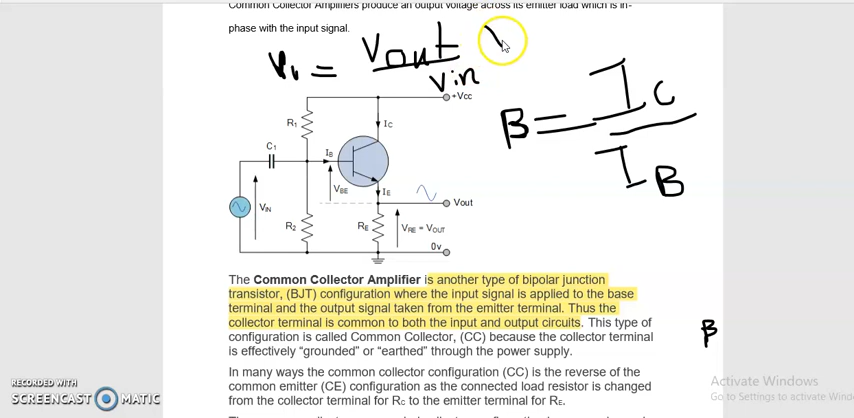 Common Collector Amplifiers produce an output voltage across its emitter load which is in-
phase with the input signal.
= Vout
Vin
β = IC
IB
+Vcc
R1
IC
C1
IB
VBE
IE
VIN
Vout
R2
RE
VRE = VOUT
0v
The Common Collector Amplifier is another type of bipolar junction
transistor, (BJT) configuration where the input signal is applied to the base
terminal and the output signal taken from the emitter terminal. Thus the
collector terminal is common to both the input and output circuits. This type of
configuration is called Common Collector, (CC) because the collector terminal
is effectively “grounded” or “earthed” through the power supply.
β
In many ways the common collector configuration (CC) is the reverse of the
common emitter (CE) configuration as the connected load resistor is changed
from the collector terminal for RC to the emitter terminal for RE.
Activate Windows
Go to Settings to activate Wind
RECORDED WITH
SCREENCAST MATIC